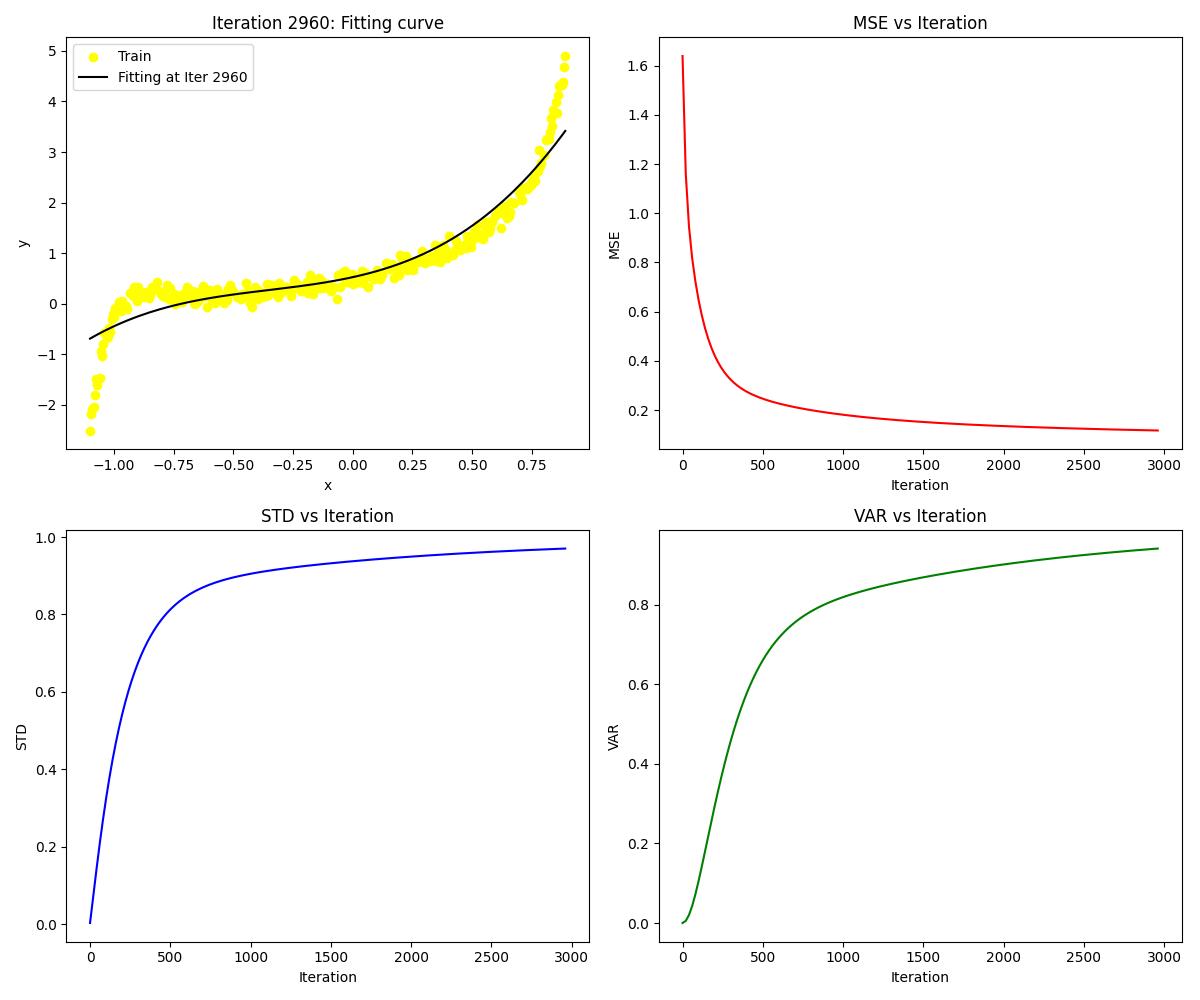 Iteration 2960: Fitting curve
Train
Fitting at Iter 2960
5
4
3
2
1
0
−1
−2
y
−1.00 −0.75 −0.50 −0.25 0.00 0.25 0.50 0.75
x
MSE vs Iteration
1.6
1.4
1.2
1.0
0.8
0.6
0.4
0.2
MSE
0 500 1000 1500 2000 2500 3000
Iteration
STD vs Iteration
1.0
0.8
0.6
0.4
0.2
0.0
STD
0 500 1000 1500 2000 2500 3000
Iteration
VAR vs Iteration
0.8
0.6
0.4
0.2
0.0
VAR
0 500 1000 1500 2000 2500 3000
Iteration